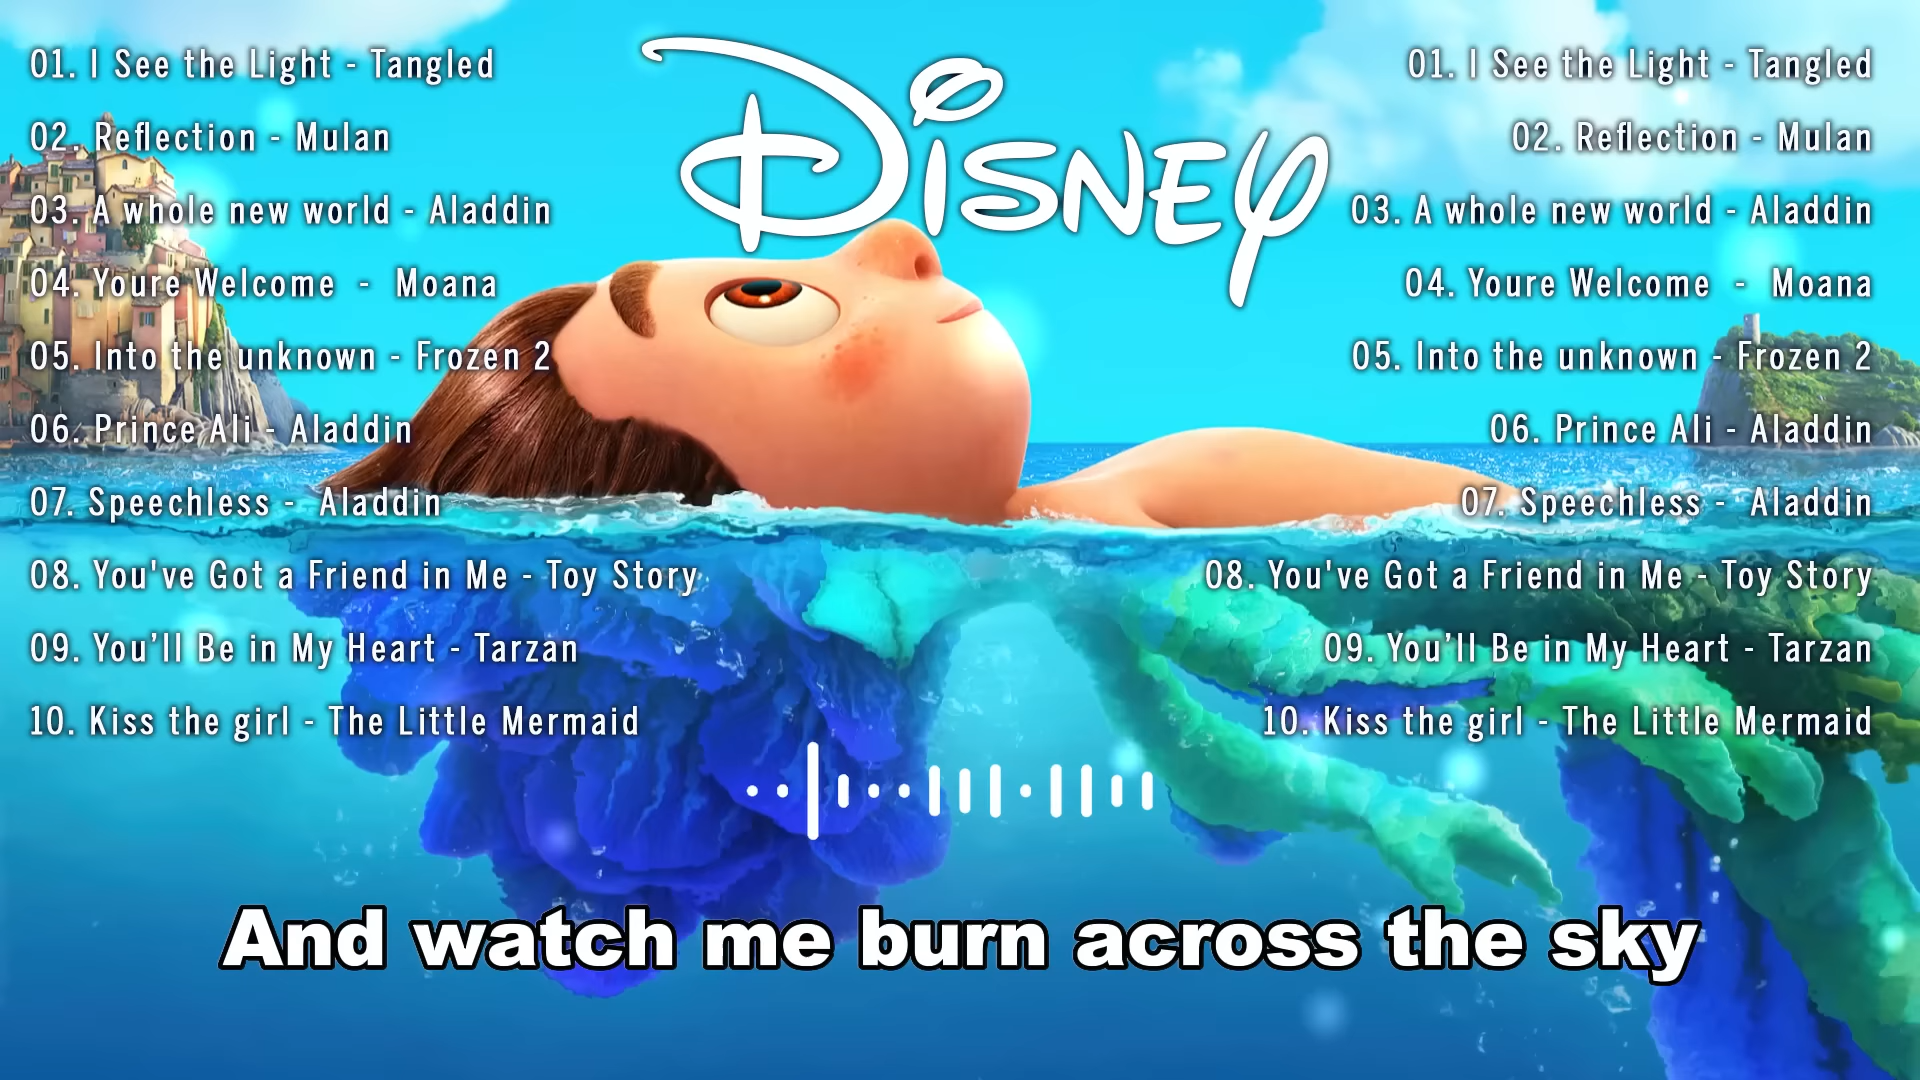 Disney
01. I See the Light - Tangled
02. Reflection - Mulan
03. A whole new world - Aladdin
04. Youre Welcome  -  Moana
05. Into the unknown - Frozen 2
06. Prince Ali - Aladdin
07. Speechless -  Aladdin
08. You've Got a Friend in Me - Toy Story
09. You’ll Be in My Heart - Tarzan
10. Kiss the girl - The Little Mermaid
01. I See the Light - Tangled
02. Reflection - Mulan
03. A whole new world - Aladdin
04. Youre Welcome  -  Moana
05. Into the unknown - Frozen 2
06. Prince Ali - Aladdin
07. Speechless -  Aladdin
08. You've Got a Friend in Me - Toy Story
09. You’ll Be in My Heart - Tarzan
10. Kiss the girl - The Little Mermaid
And watch me burn across the sky